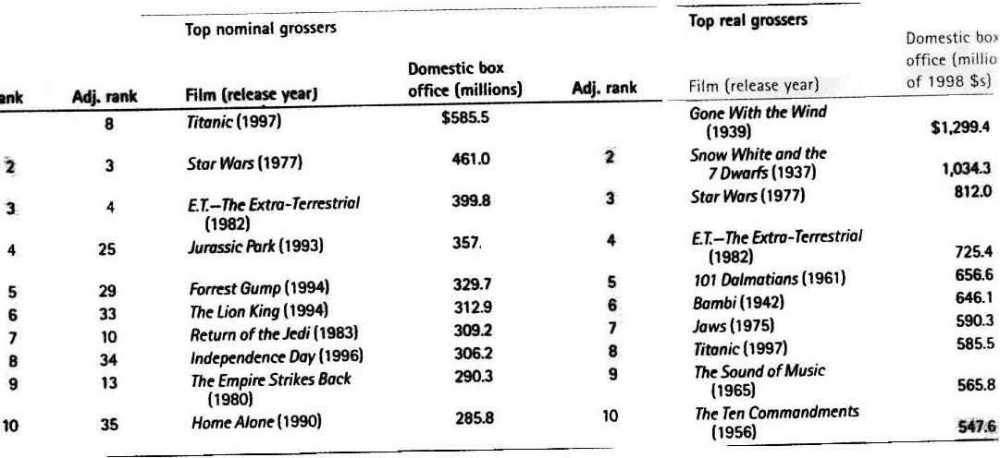 Top nominal grossers Top real grossers
Domestic box
Domestic box office (millio
Adj. rank Film (release year) office (millions) Adj. rank Film (release year) of 1998 $s)
8 Titanic (1997) $585.5 Gone With the Wind
(1939) $1,299.4
2 3 Star Wars (1977) 461.0 2 Snow White and the
7 Dwarfs (1937) 1,034.3
3 4 E.T.—The Extra-Terrestrial 399.8 3 Star Wars (1977) 812.0
(1982)
4 25 Jurassic Park (1993) 357. 4 E.T.—The Extra-Terrestrial
(1982) 725.4
5 29 Forrest Gump (1994) 329.7 5 101 Dalmatians (1961) 656.6
6 33 The Lion King (1994) 312.9 6 Bambi (1942) 646.1
7 10 Return of the Jedi (1983) 309.2 7 Jaws (1975) 590.3
8 34 Independence Day (1996) 306.2 8 Titanic (1997) 585.5
9 13 The Empire Strikes Back 290.3 9 The Sound of Music
(1980) (1965) 565.8
10 35 Home Alone (1990) 285.8 10 The Ten Commandments
(1956) 547.6